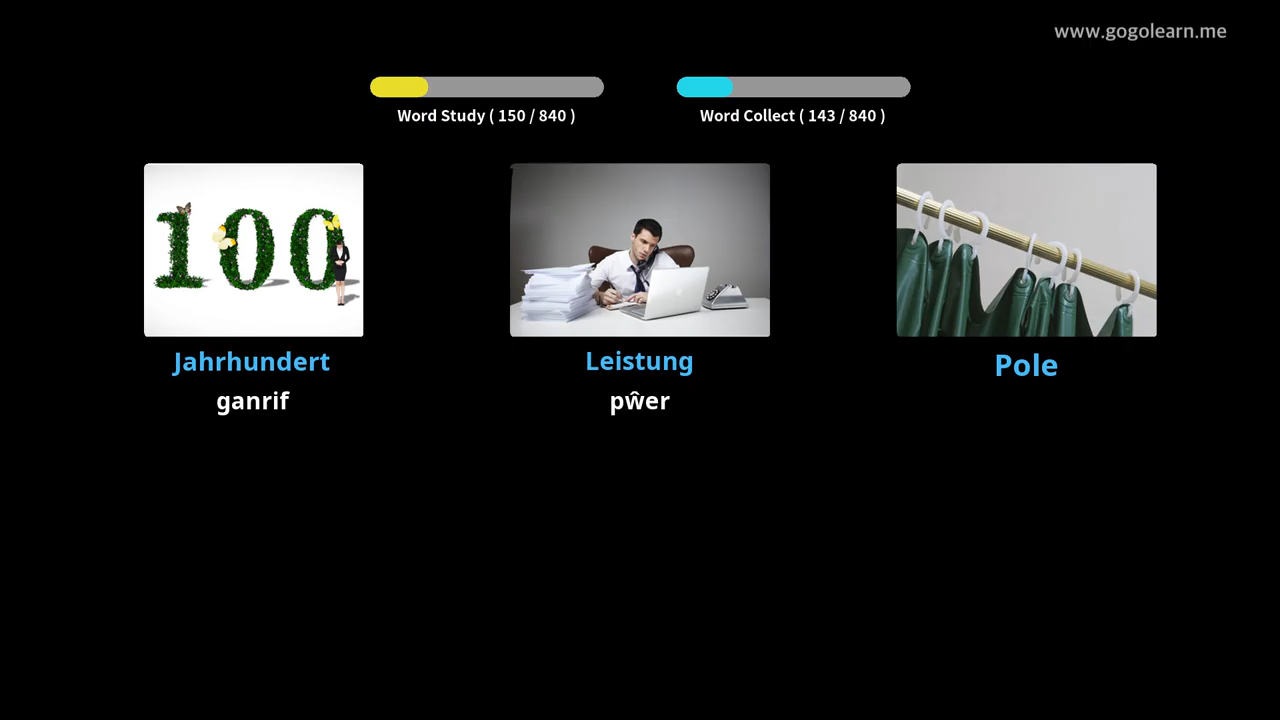 www.gogolearn.me
Word Study ( 150 / 840 )
Word Collect ( 143 / 840 )
100
Jahrhundert
Leistung
Pole
ganrif
pŵer